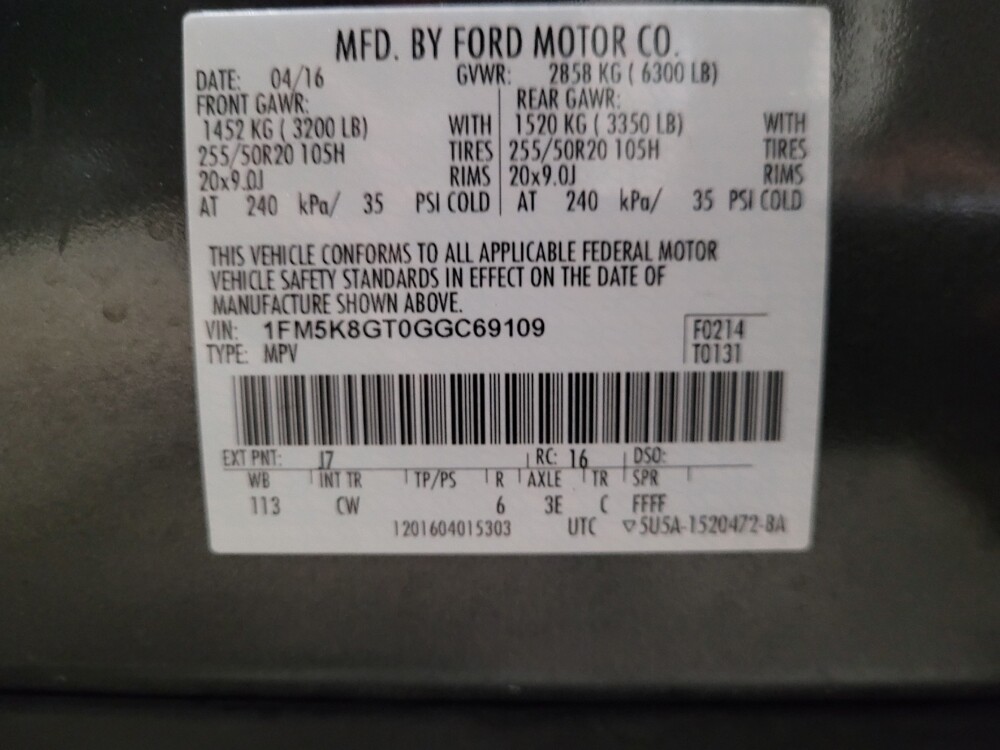 MFD. BY FORD MOTOR CO.
DATE: 04/16 GVWR: 2858 KG ( 6300 LB)
FRONT GAWR: REAR GAWR:
1452 KG ( 3200 LB) WITH 1520 KG ( 3350 LB) WITH
255/50R20 105H TIRES 255/50R20 105H TIRES
20x9.0J RIMS 20x9.0J RIMS
AT 240 kPa/ 35 PSI COLD AT 240 kPa/ 35 PSI COLD
THIS VEHICLE CONFORMS TO ALL APPLICABLE FEDERAL MOTOR
VEHICLE SAFETY STANDARDS IN EFFECT ON THE DATE OF
MANUFACTURE SHOWN ABOVE.
VIN: 1FM5K8GT0GGC69109 F0214
TYPE: MPV T0131
EXT PNT: J7 RC: 16 DSO:
WB INT TR TP/PS R AXLE TR SPR
113 CW 6 3E C FFFF
1201604015303 UTC ▽5U5A-1520472-BA